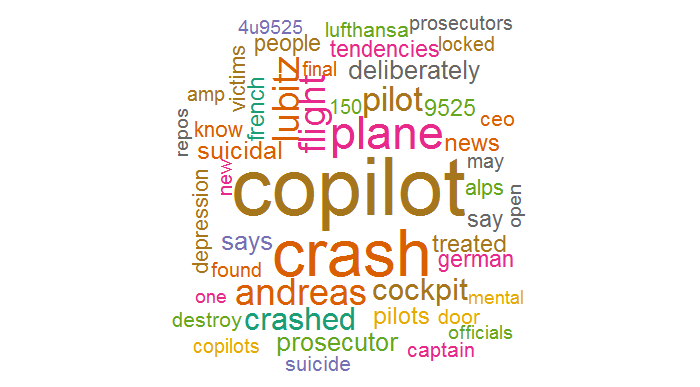 4u9525
prosecutors
people
lufthansa
tendencies
locked
victims
lubitz
final
flight
deliberately
amp
french
150
pilot
9525
ceo
repos
know
plane
news
suicidal
new
copilot
may
alps
depression
say
open
says
crash
treated
found
german
one
andreas
cockpit
mental
destroy
crashed
pilots
door
copilots
prosecutor
officials
captain
suicide